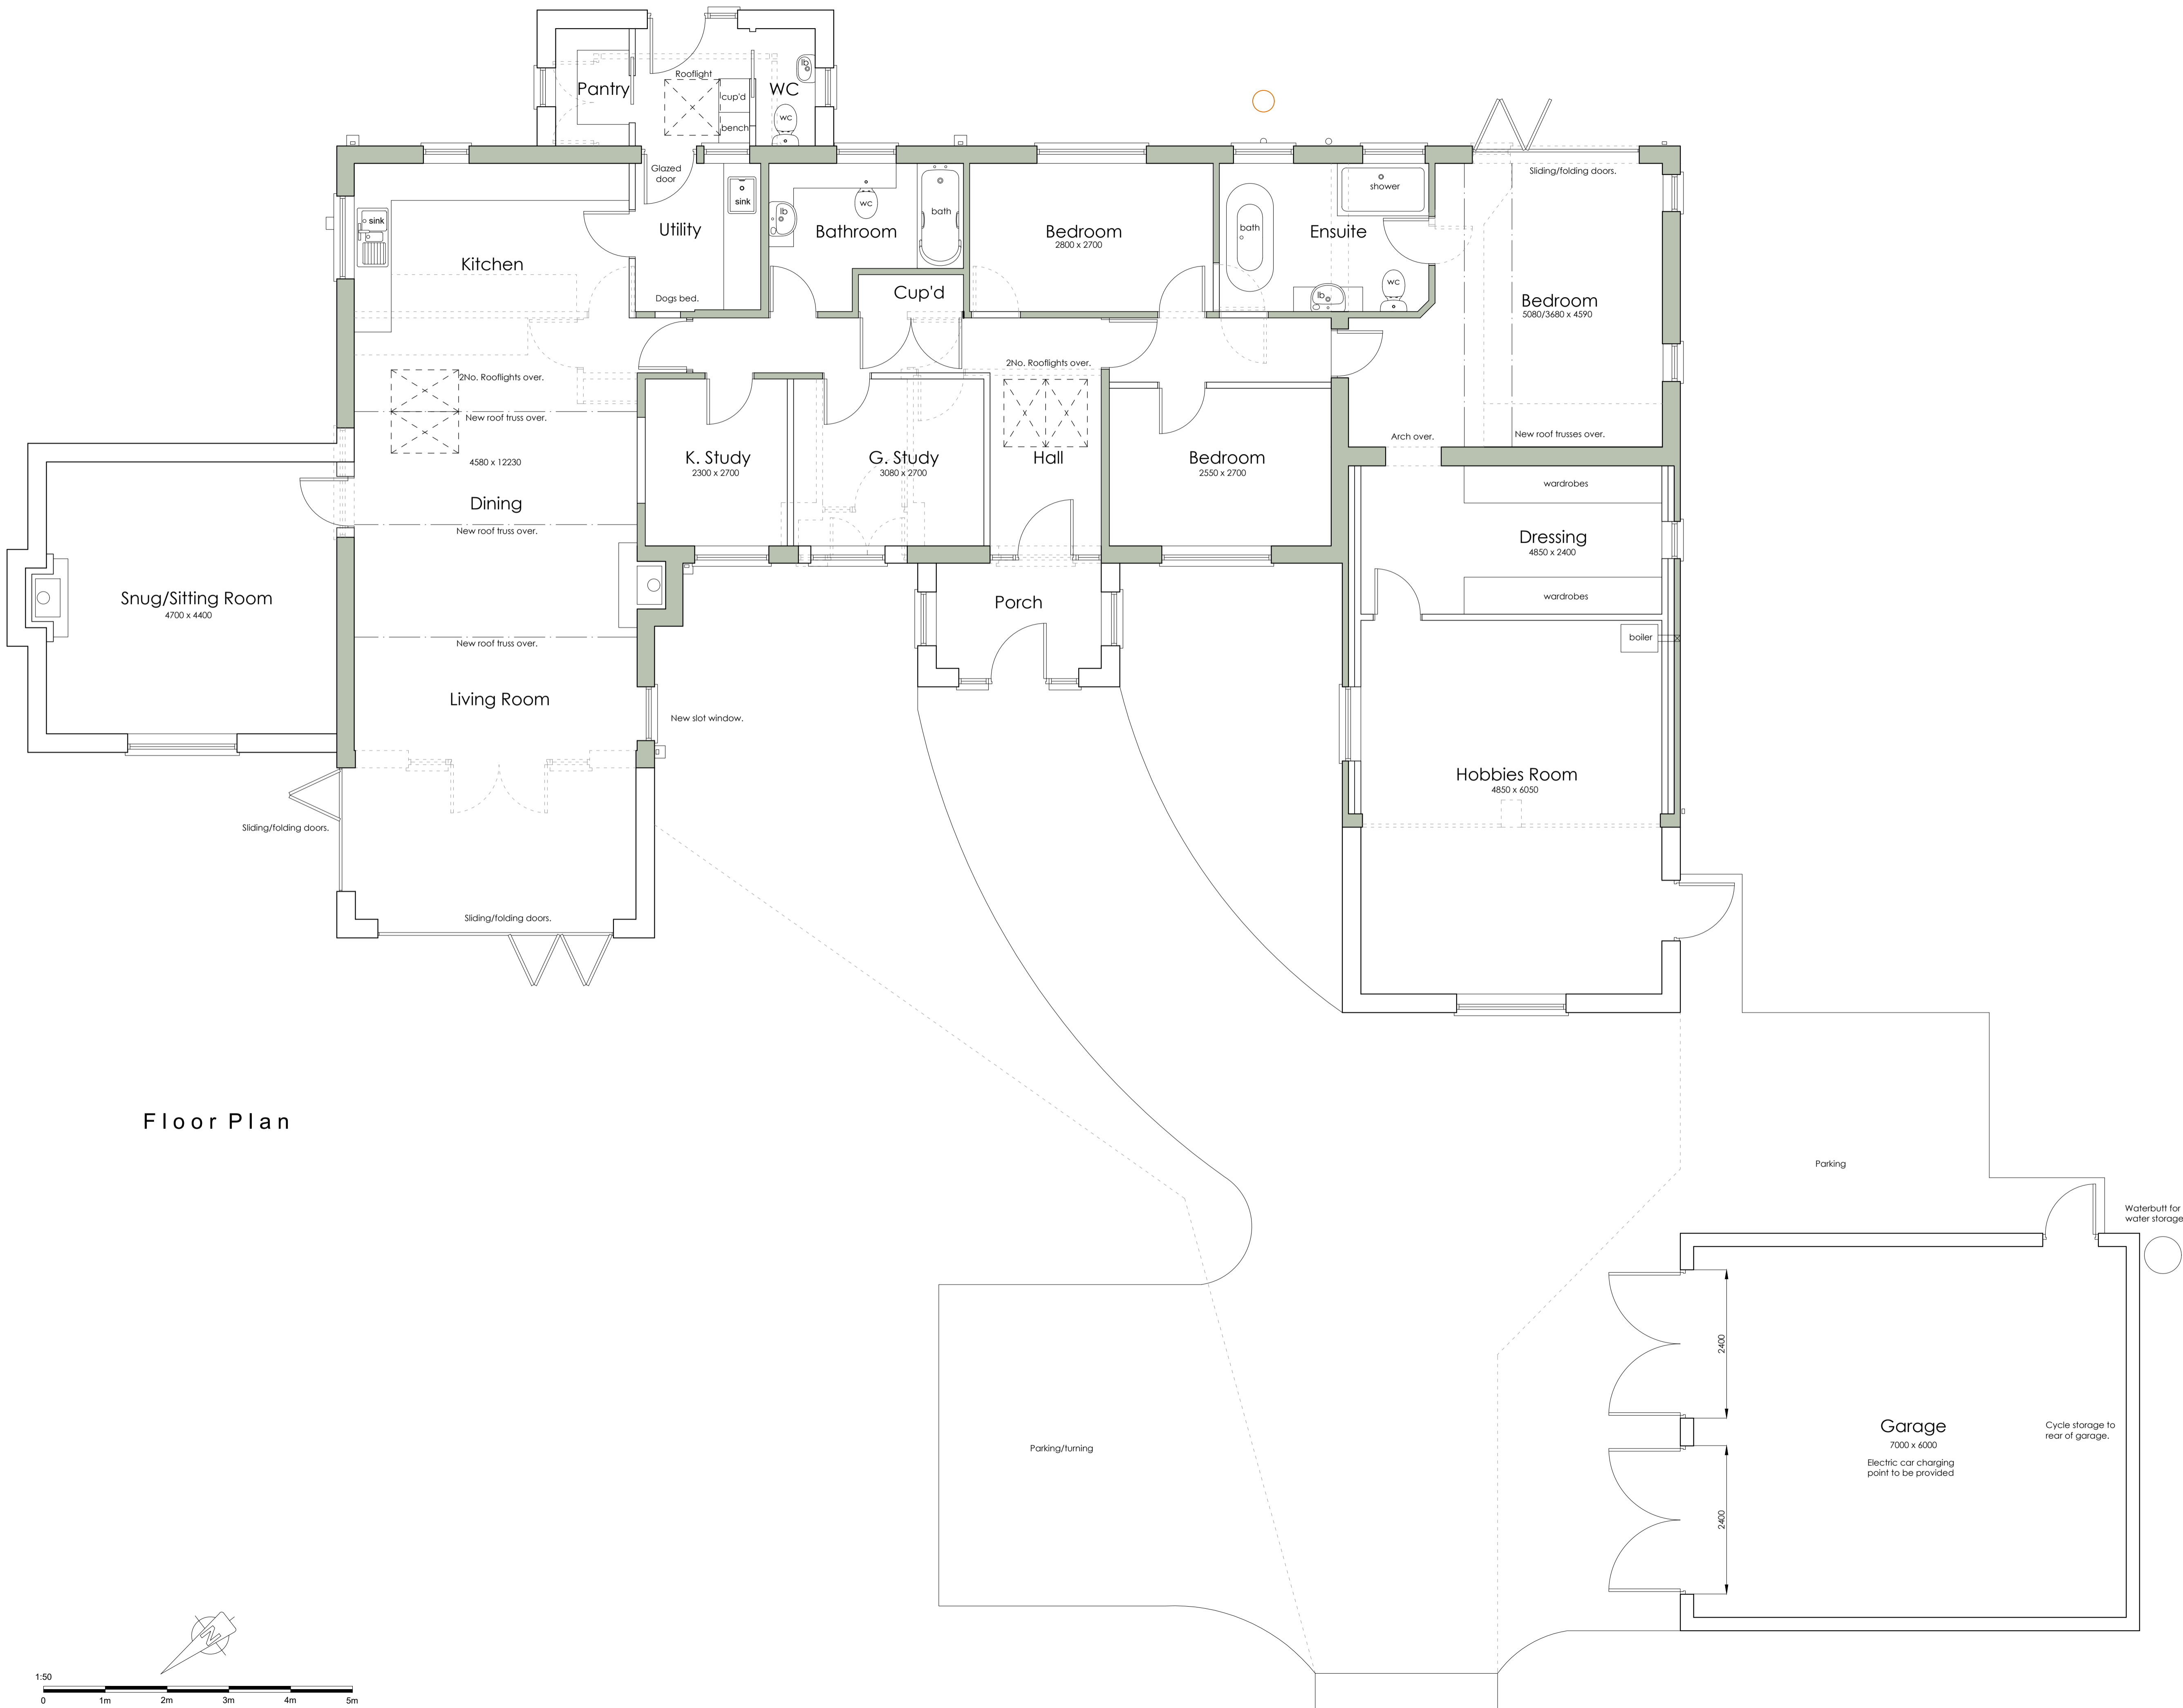 Rooflight
lb
Pantry
WC
cup'd
wc
bench
Glazed
door
Sliding/folding doors.
shower
sink
sink
lb
wc
bath
bath
Utility
Bathroom
Bedroom
2800 x 2700
Ensuite
Kitchen
wc
Dogs bed.
Cup'd
lb
Bedroom
5080/3680 x 4590
2No. Rooflights over.
2No. Rooflights over.
New roof truss over.
Arch over.
New roof trusses over.
4580 x 12230
K. Study
2300 x 2700
G. Study
3080 x 2700
Hall
Bedroom
2550 x 2700
wardrobes
Dining
New roof truss over.
Dressing
4850 x 2400
Snug/Sitting Room
4700 x 4400
Porch
wardrobes
New roof truss over.
boiler
Living Room
New slot window.
Hobbies Room
4850 x 6050
Sliding/folding doors.
Sliding/folding doors.
Floor Plan
Parking
Waterbutt for
water storage
2400
Parking/turning
Garage
7000 x 6000
Electric car charging
point to be provided
Cycle storage to
rear of garage.
2400
N
1:50
0 1m 2m 3m 4m 5m